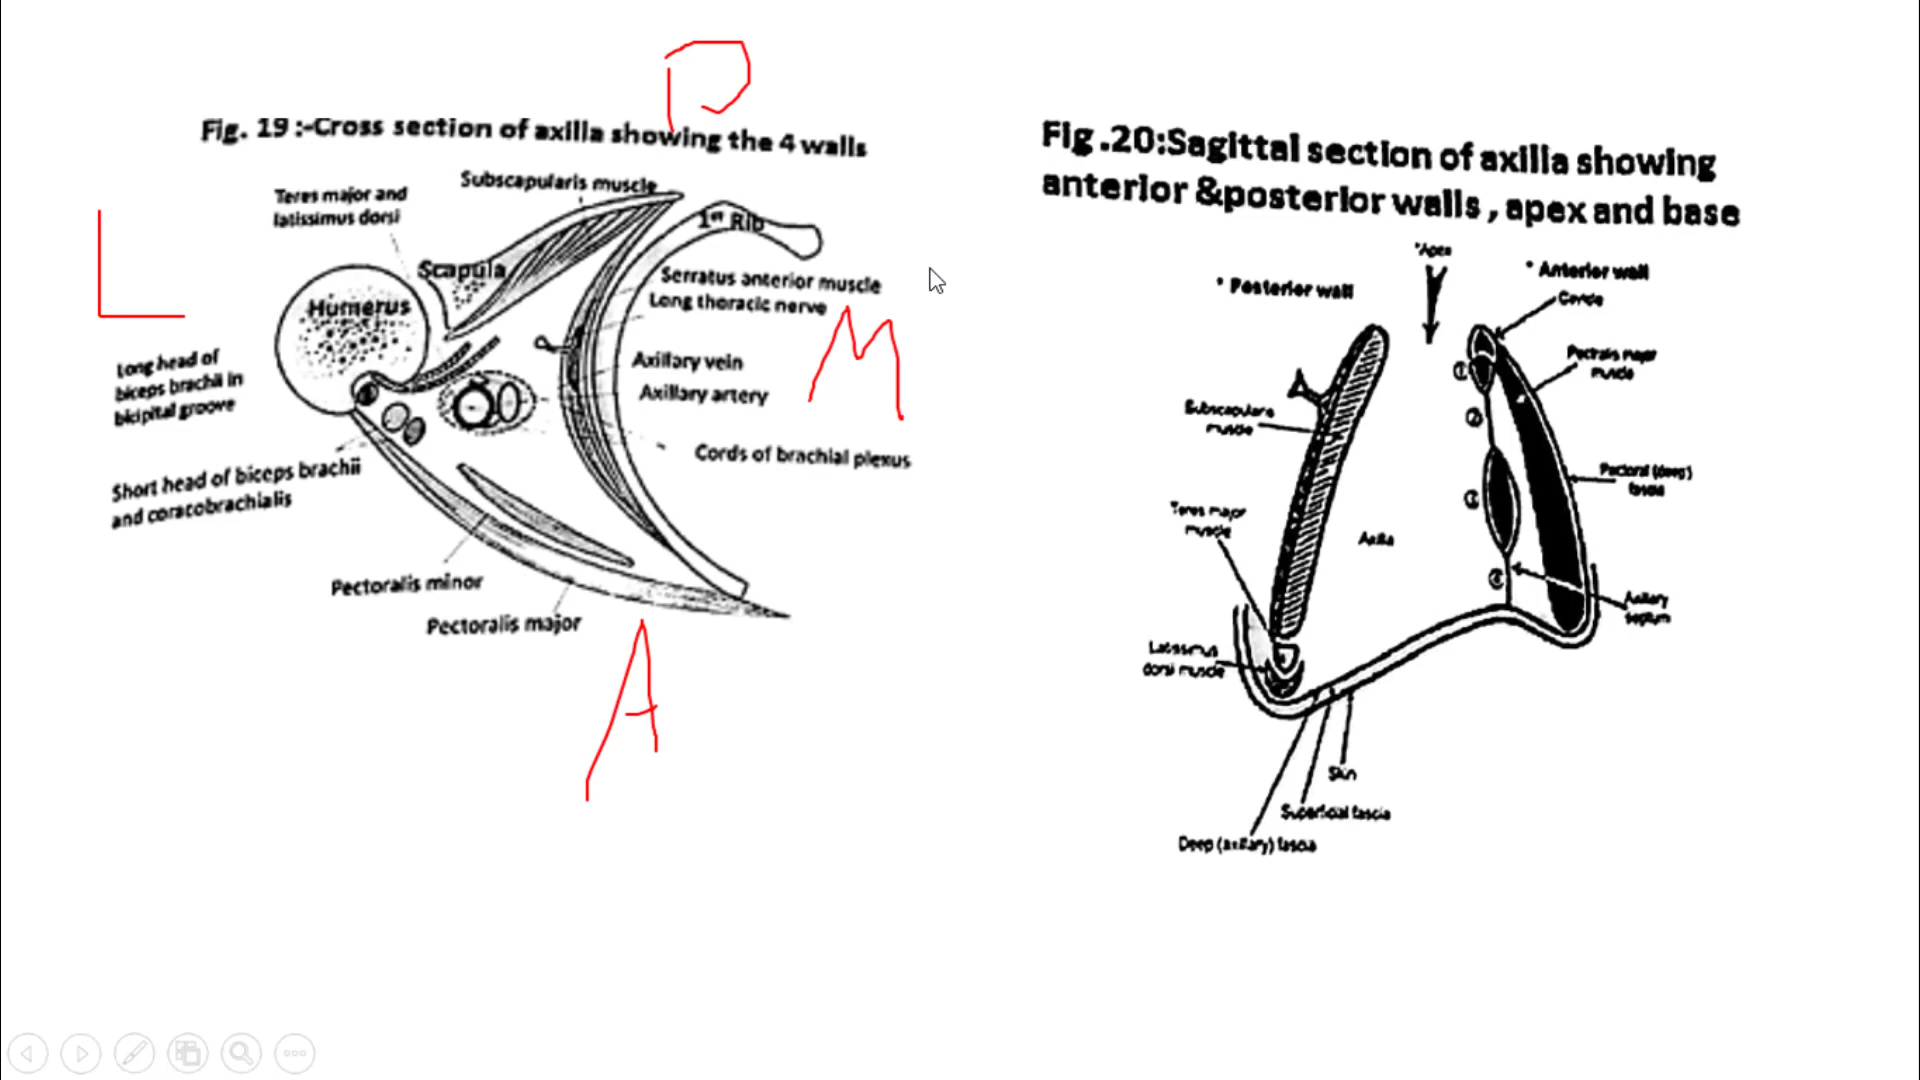 P
Fig. 19 :-Cross section of axilla showing the 4 walls
Subscapularis muscle
Teres major and
latissimus dorsi
1st Rib
L
Scapula
Humerus
Serratus anterior muscle
Long thoracic nerve
M
Long head of
biceps brachii in
bicipital groove
Axillary vein
Axillary artery
Cords of brachial plexus
Short head of biceps brachii
and coracobrachialis
Pectoralis minor
Pectoralis major
A
Fig .20:Sagittal section of axilla showing
anterior &posterior walls , apex and base
*Apex
* Anterior wall
* Posterior wall
Pectoralis major
muscle
①
Subscapularis
muscle
②
Pectoral (deep)
fascia
Teres major
muscle
Axilla
Axillary
septum
Latissimus
dorsi muscle
Skin
Superficial fascia
Deep (axillary) fascia